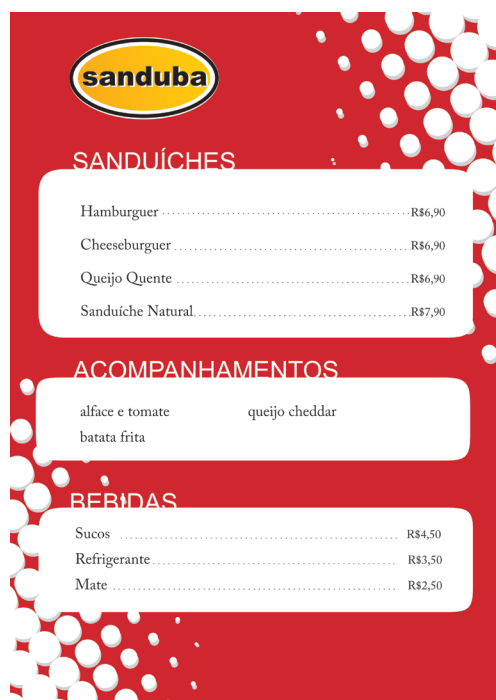 sanduba
SANDUÍCHES
Hamburguer R$6,90
Cheeseburguer R$6,90
Queijo Quente R$6,90
Sanduíche Natural R$7,90
ACOMPANHAMENTOS
alface e tomate queijo cheddar
batata frita
BEBIDAS
Sucos R$4,50
Refrigerante R$3,50
Mate R$2,50